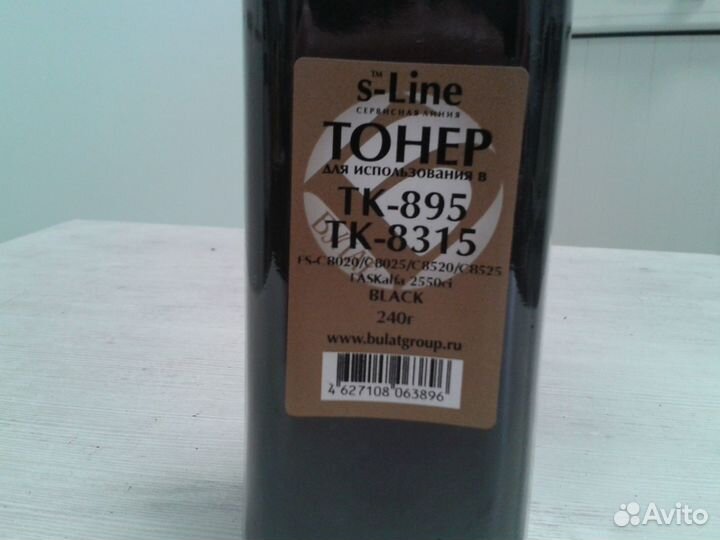 s-Line™
СЕРВИСНАЯ ЛИНИЯ
ТОНЕР
для использования в
TK-895
TK-8315
FS-C8020/C8025/C8520/C8525
TASKalfa 2550ci
BLACK
240г
www.bulatgroup.ru
4 627108 063896
Avito